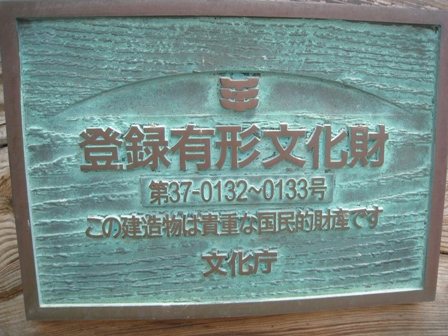 登録有形文化財
第37-0132~0133号
この建造物は貴重な国民的財産です
文化庁